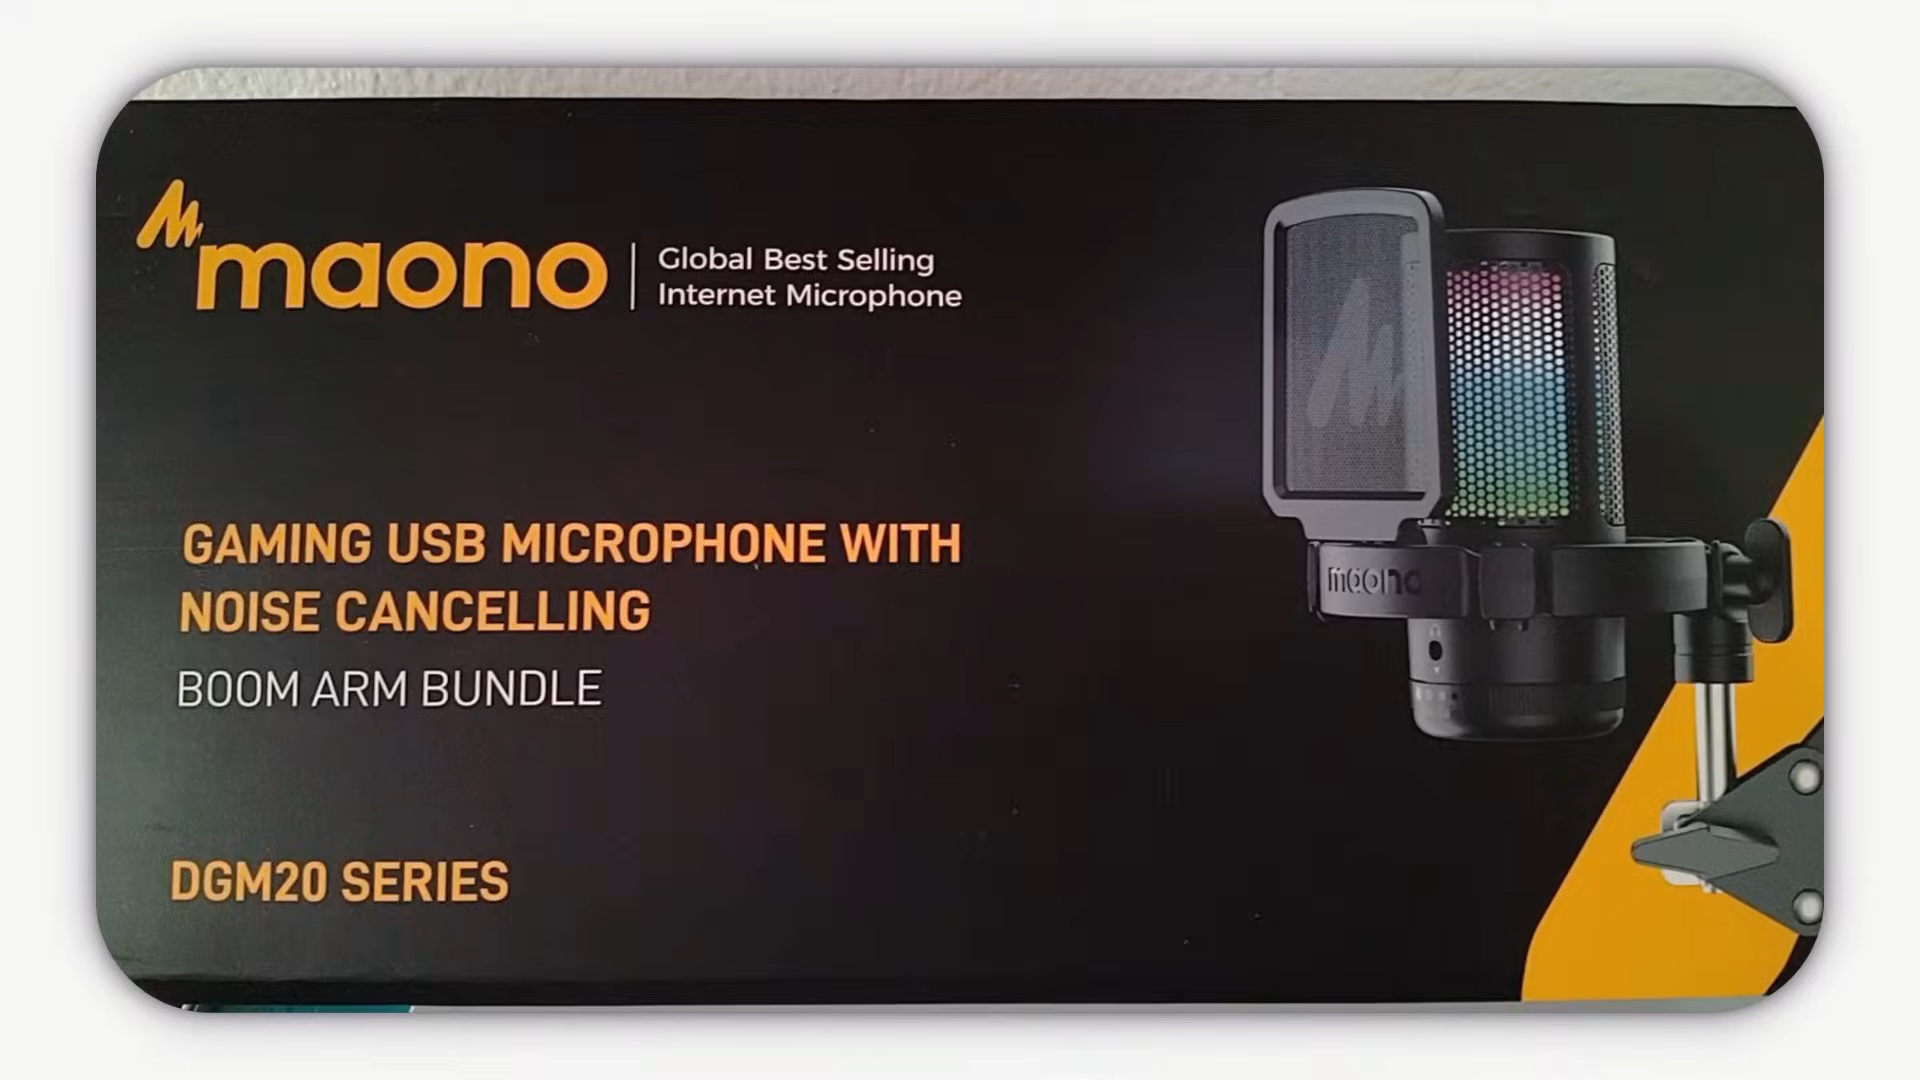 maono
Global Best Selling
Internet Microphone
GAMING USB MICROPHONE WITH
NOISE CANCELLING
BOOM ARM BUNDLE
maono
DGM20 SERIES